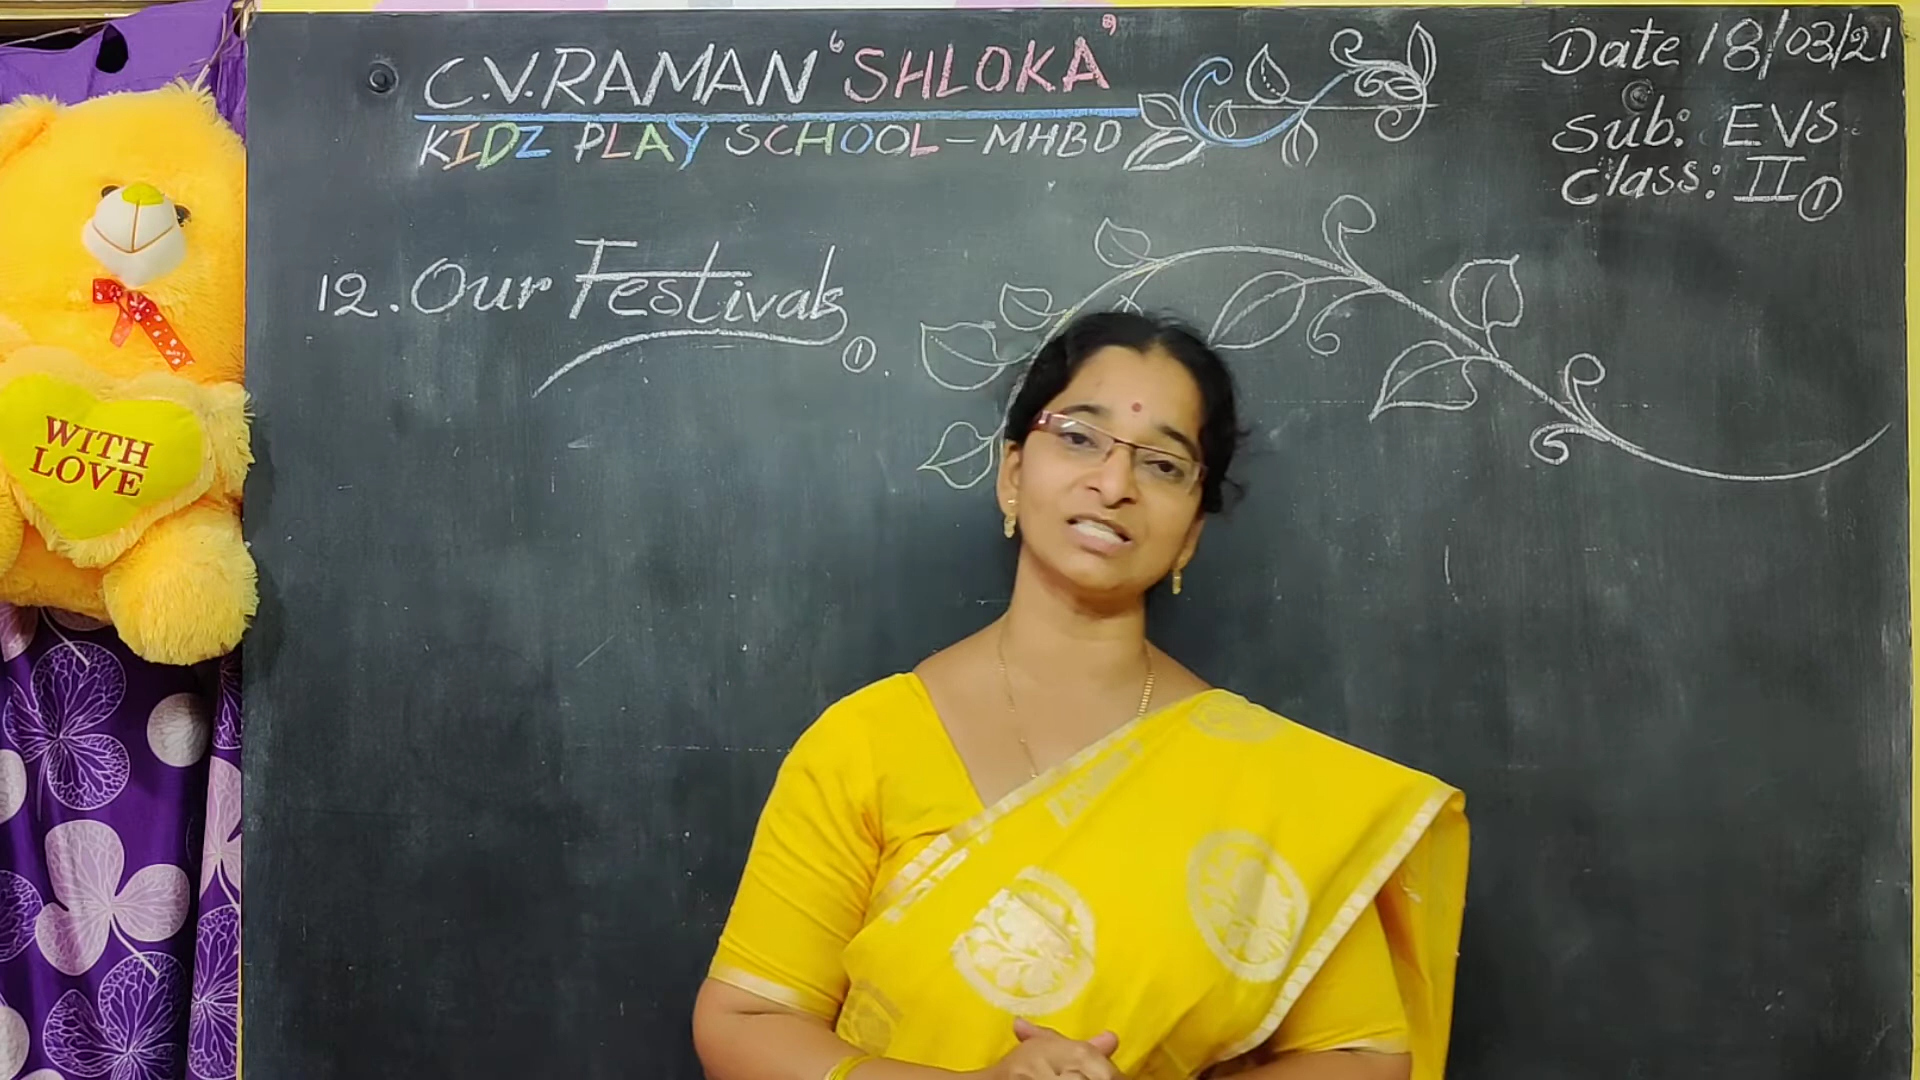 C.V.RAMAN 'SHLOKA'
KIDZ PLAY SCHOOL-MHBD
Date 18/03/21
Sub: EVS
Class: II ①
12. Our Festivals
①.
WITH
LOVE